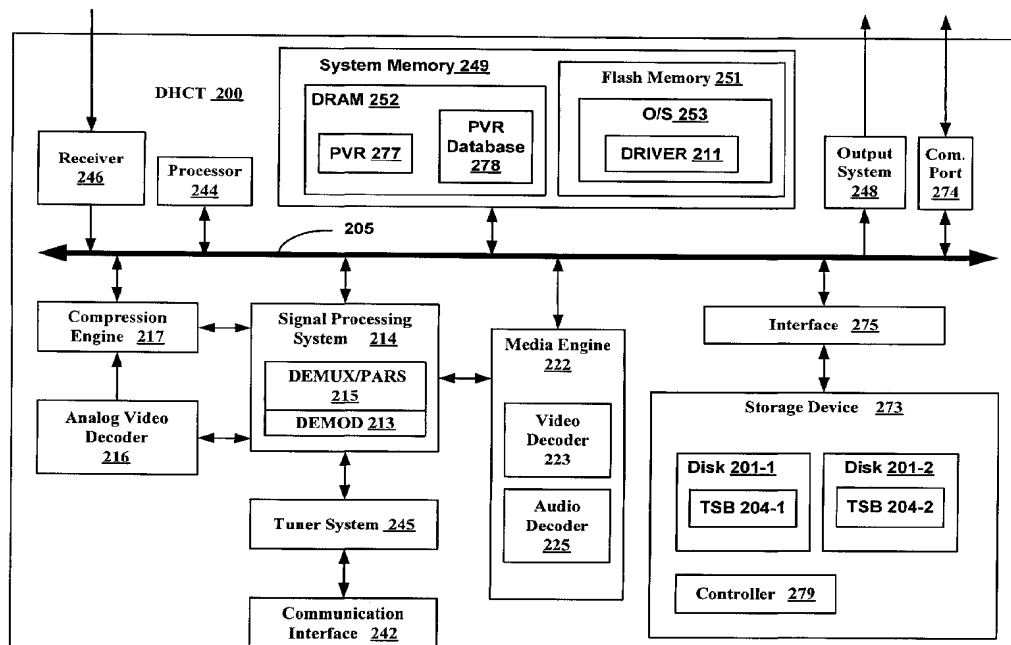 DHCT 200
System Memory 249
DRAM 252
PVR 277
PVR
Database
278
Flash Memory 251
O/S 253
DRIVER 211
Receiver
246
Processor
244
Output
System
248
Com.
Port
274
205
Compression
Engine 217
Signal Processing
System 214
DEMUX/PARS
215
DEMOD 213
Analog Video
Decoder
216
Tuner System 245
Communication
Interface 242
Media Engine
222
Video
Decoder
223
Audio
Decoder
225
Interface 275
Storage Device 273
Disk 201-1
TSB 204-1
Disk 201-2
TSB 204-2
Controller 279